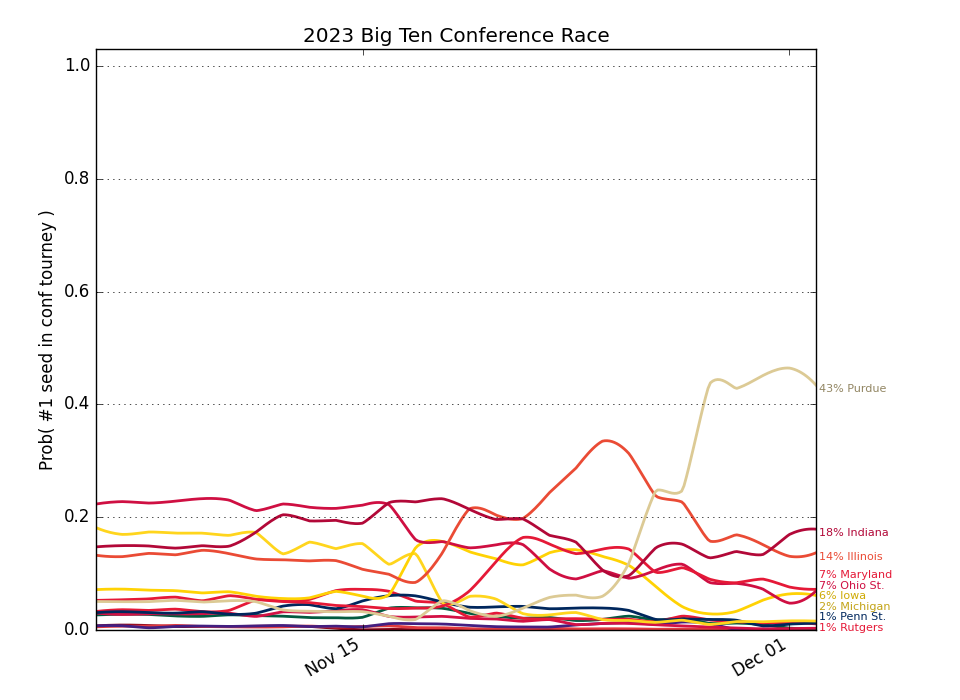 2023 Big Ten Conference Race
Prob( #1 seed in conf tourney )
1.0
0.8
0.6
0.4
0.2
0.0
Nov 15
Dec 01
43% Purdue
18% Indiana
14% Illinois
7% Maryland
7% Ohio St.
6% Iowa
2% Michigan
1% Penn St.
1% Rutgers